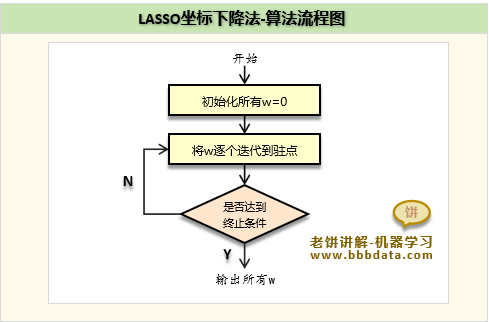 LASSO坐标下降法-算法流程图
开始
初始化所有w=0
将w逐个迭代到驻点
N
是否达到
终止条件
饼
老饼讲解-机器学习
www.bbbdata.com
Y
输出所有w